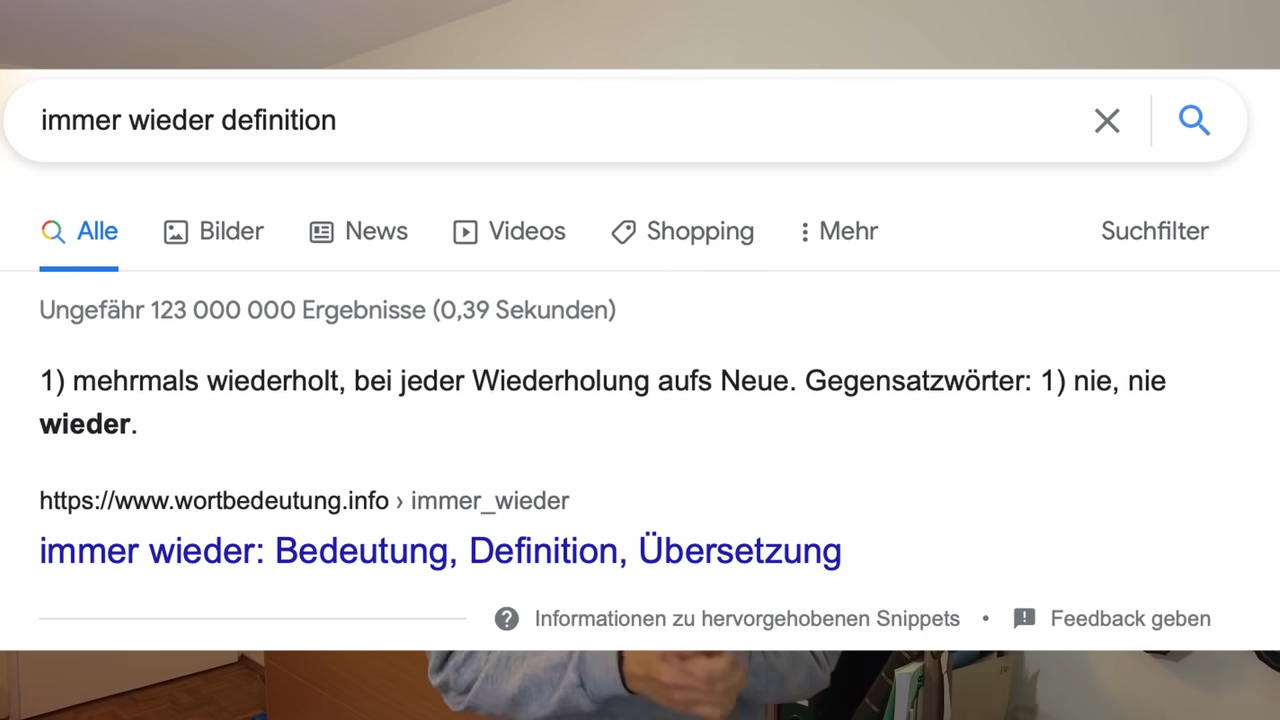 immer wieder definition
Alle Bilder News Videos Shopping Mehr Suchfilter
Ungefähr 123 000 000 Ergebnisse (0,39 Sekunden)
1) mehrmals wiederholt, bei jeder Wiederholung aufs Neue. Gegensatzwörter: 1) nie, nie
wieder.
https://www.wortbedeutung.info › immer_wieder
immer wieder: Bedeutung, Definition, Übersetzung
Informationen zu hervorgehobenen Snippets • Feedback geben